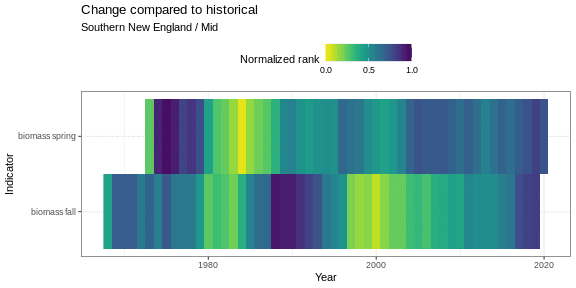 Change compared to historical
Southern New England / Mid
Normalized rank
0.0 0.5 1.0
biomass spring
biomass fall
Indicator
1980 2000 2020
Year